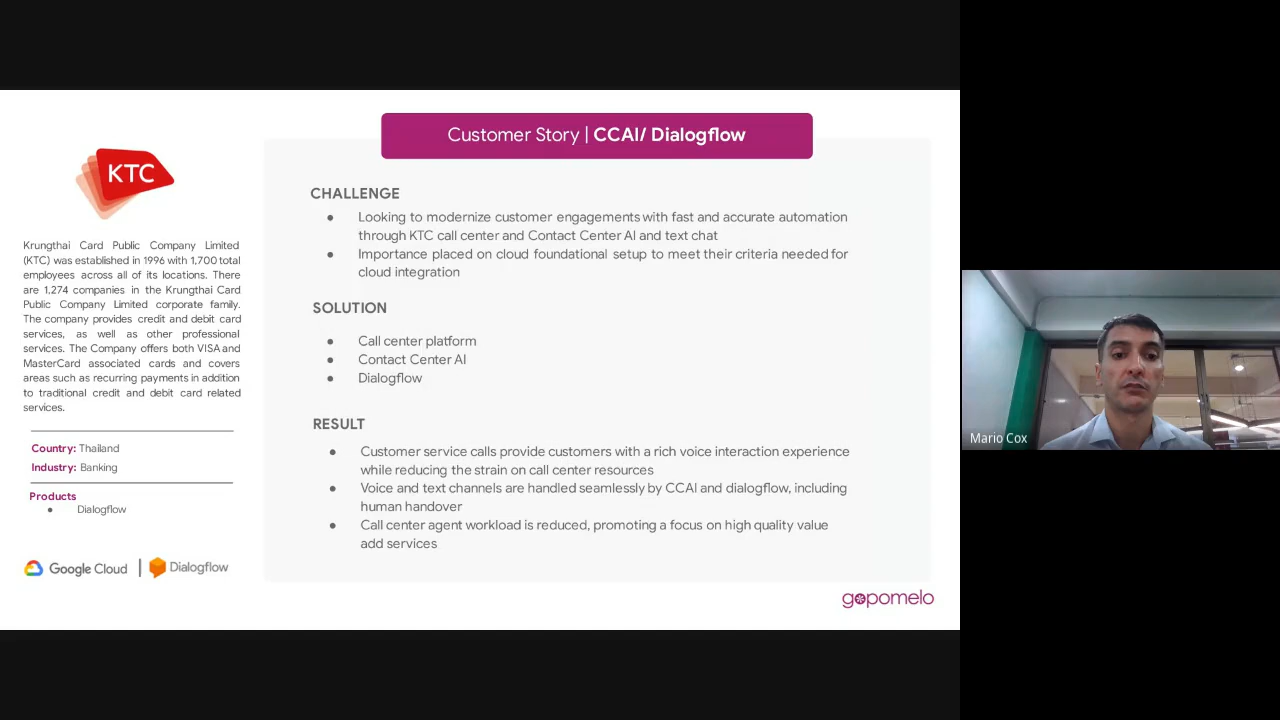 Customer Story | CCAI/ Dialogflow
KTC
Krungthai Card Public Company Limited
(KTC) was established in 1996 with 1,700 total
employees across all of its locations. There
are 1,274 companies in the Krungthai Card
Public Company Limited corporate family.
The company provides credit and debit card
services, as well as other professional
services. The Company offers both VISA and
MasterCard associated cards and covers
areas such as recurring payments in addition
to traditional credit and debit card related
services.
Country: Thailand
Industry: Banking
Products
● Dialogflow
Google Cloud | Dialogflow
CHALLENGE
● Looking to modernize customer engagements with fast and accurate automation
through KTC call center and Contact Center AI and text chat
● Importance placed on cloud foundational setup to meet their criteria needed for
cloud integration
SOLUTION
● Call center platform
● Contact Center AI
● Dialogflow
RESULT
● Customer service calls provide customers with a rich voice interaction experience
while reducing the strain on call center resources
● Voice and text channels are handled seamlessly by CCAI and dialogflow, including
human handover
● Call center agent workload is reduced, promoting a focus on high quality value
add services
gopomelo
Mario Cox